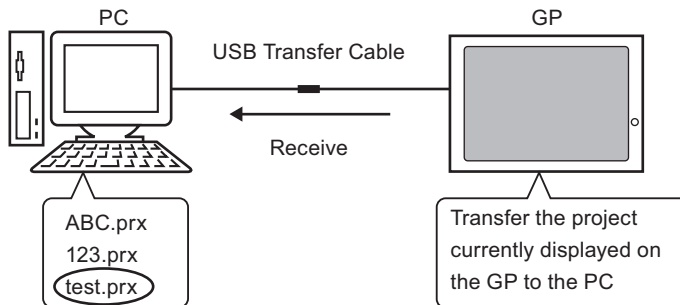 PC
GP
USB Transfer Cable
Receive
ABC.prx
123.prx
test.prx
Transfer the project
currently displayed on
the GP to the PC